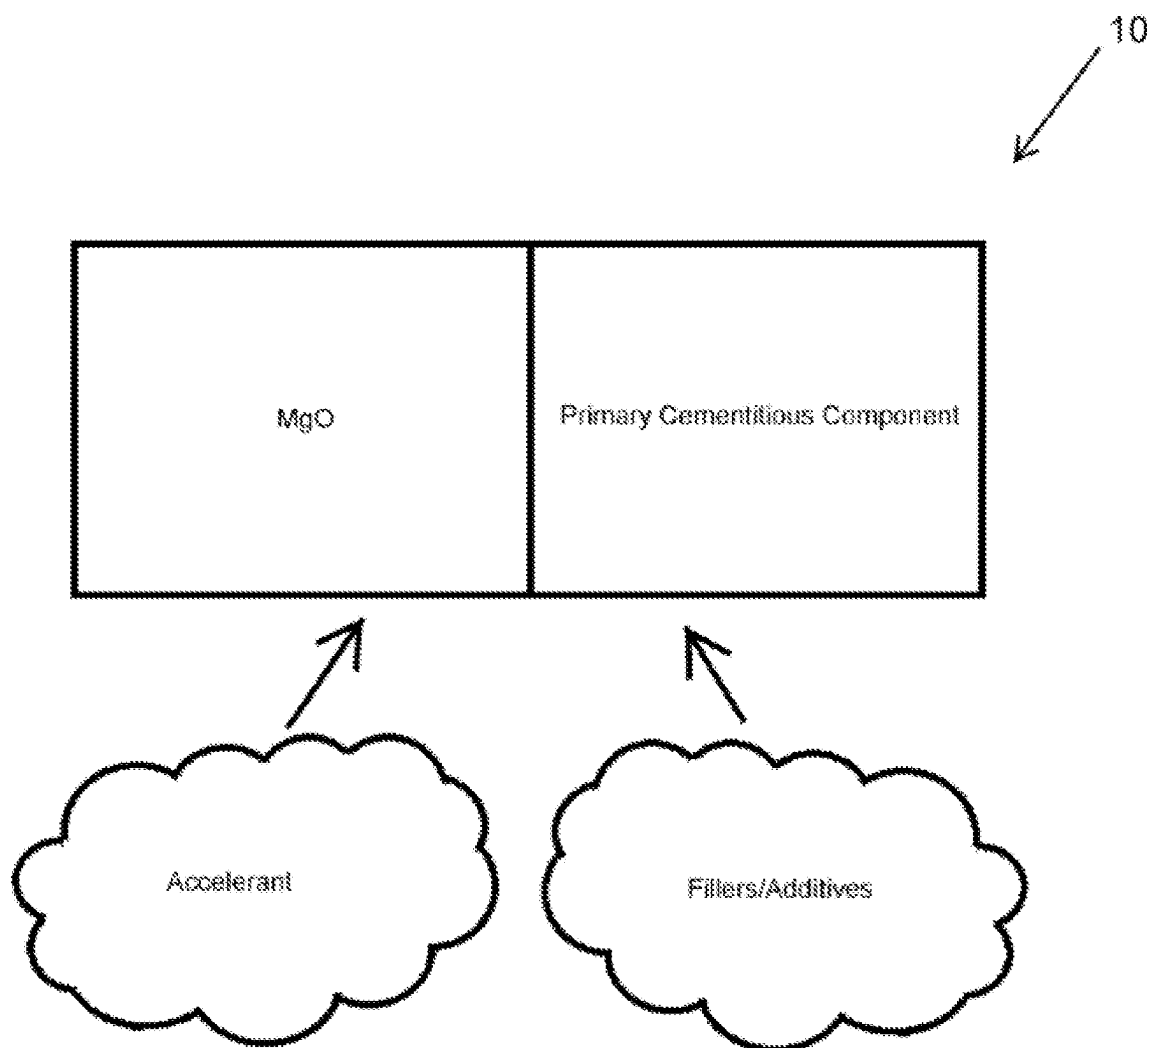 10
MgO
Primary Cementitious Component
Accelerant
Fillers/Additives